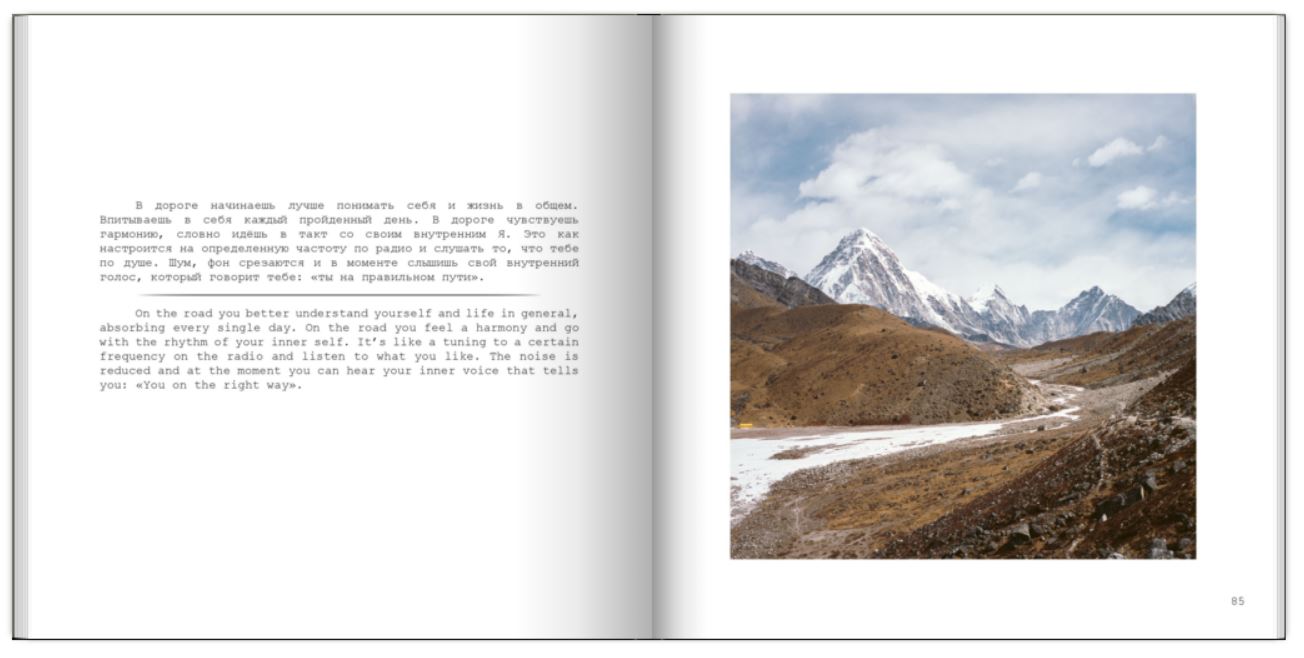 В дороге начинаешь лучше понимать себя и жизнь в общем.
Впитываешь в себя каждый пройденный день. В дороге чувствуешь
гармонию, словно идёшь в такт со своим внутренним Я. Это как
настроится на определенную частоту по радио и слушать то, что тебе
по душе. Шум, фон срезаются и в моменте слышишь свой внутренний
голос, который говорит тебе: «ты на правильном пути».
On the road you better understand yourself and life in general,
absorbing every single day. On the road you feel a harmony and go
with the rhythm of your inner self. It's like a tuning to a certain
frequency on the radio and listen to what you like. The noise is
reduced and at the moment you can hear your inner voice that tells
you: «You on the right way».
85